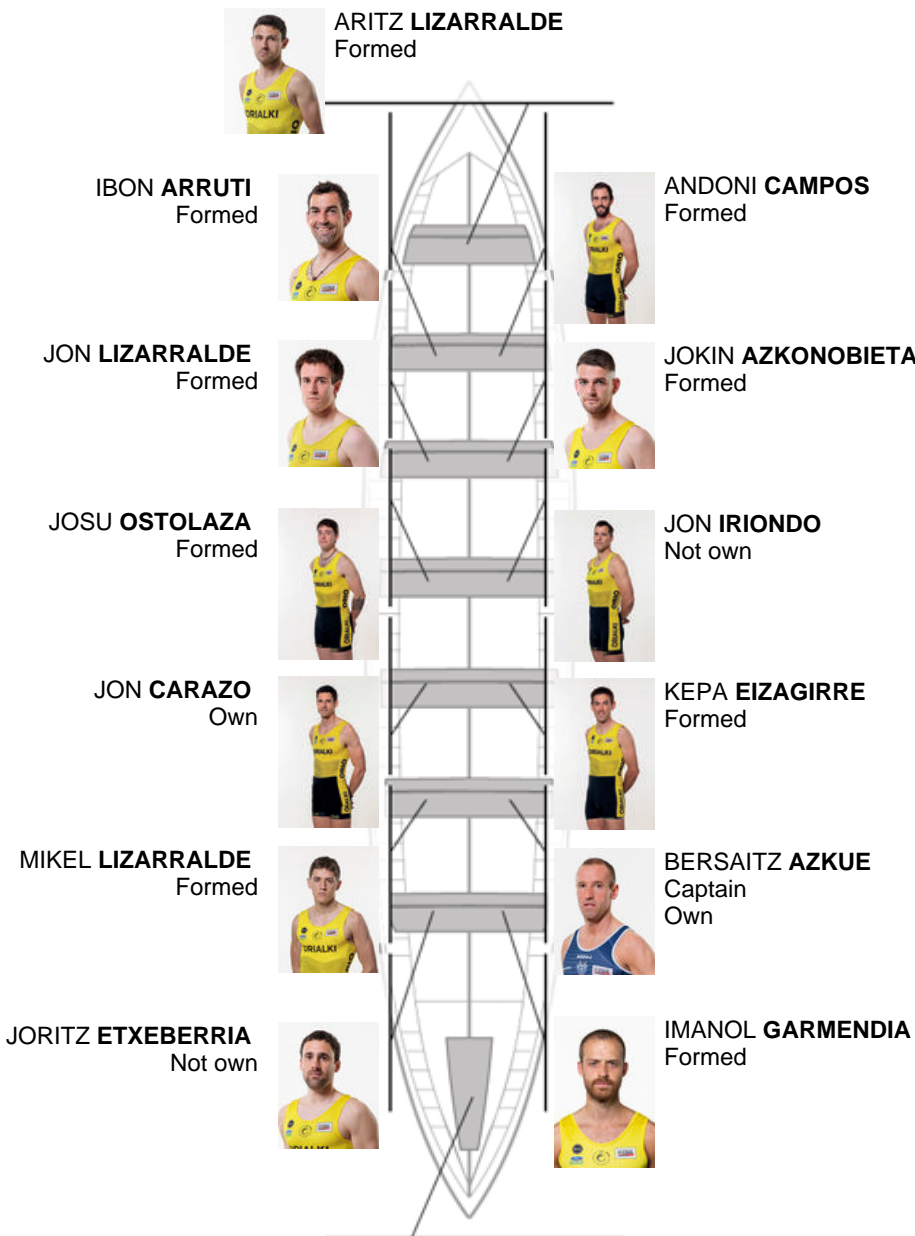 ARITZ LIZARRALDE
Formed
IBON ARRUTI
Formed
ANDONI CAMPOS
Formed
JON LIZARRALDE
Formed
JOKIN AZKONOBIETA
Formed
JOSU OSTOLAZA
Formed
JON IRIONDO
Not own
JON CARAZO
Own
KEPA EIZAGIRRE
Formed
MIKEL LIZARRALDE
Formed
BERSAITZ AZKUE
Captain
Own
JORITZ ETXEBERRIA
Not own
IMANOL GARMENDIA
Formed